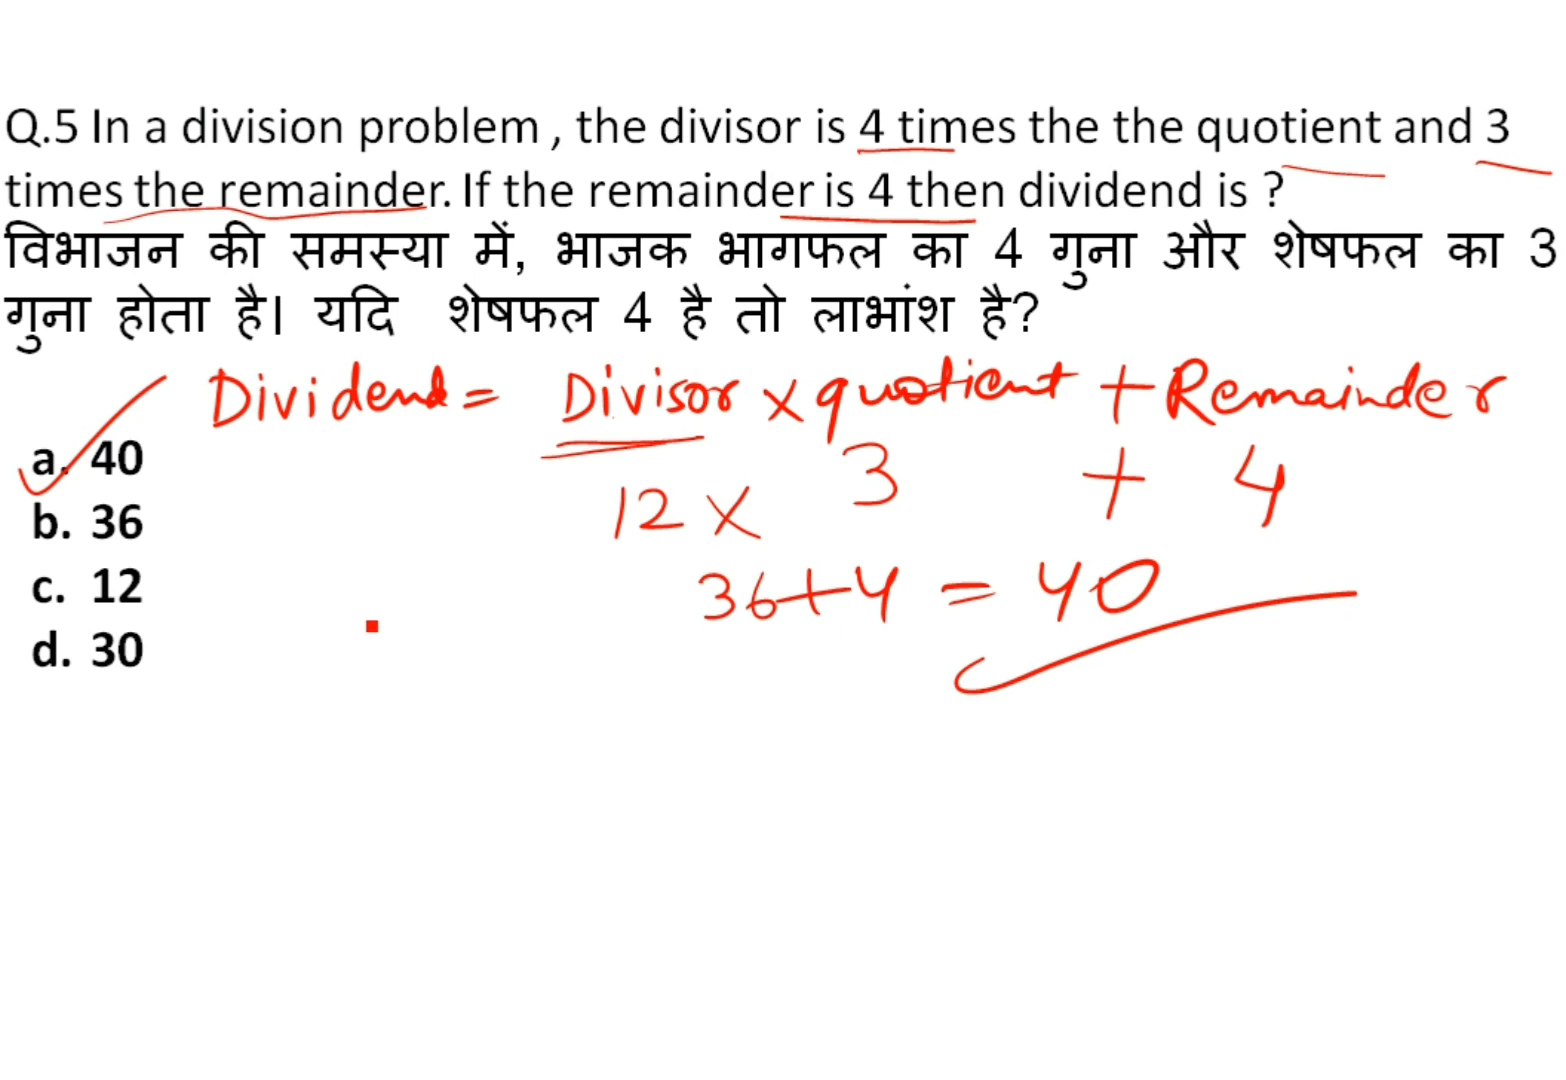 Q.5 In a division problem , the divisor is 4 times the the quotient and 3
times the remainder. If the remainder is 4 then dividend is ?
विभाजन की समस्या में, भाजक भागफल का 4 गुना और शेषफल का 3
गुना होता है। यदि शेषफल 4 है तो लाभांश है?
Dividend = Divisor × quotient + Remainder
a. 40
12 × 3 + 4
b. 36
36+4 = 40
c. 12
d. 30